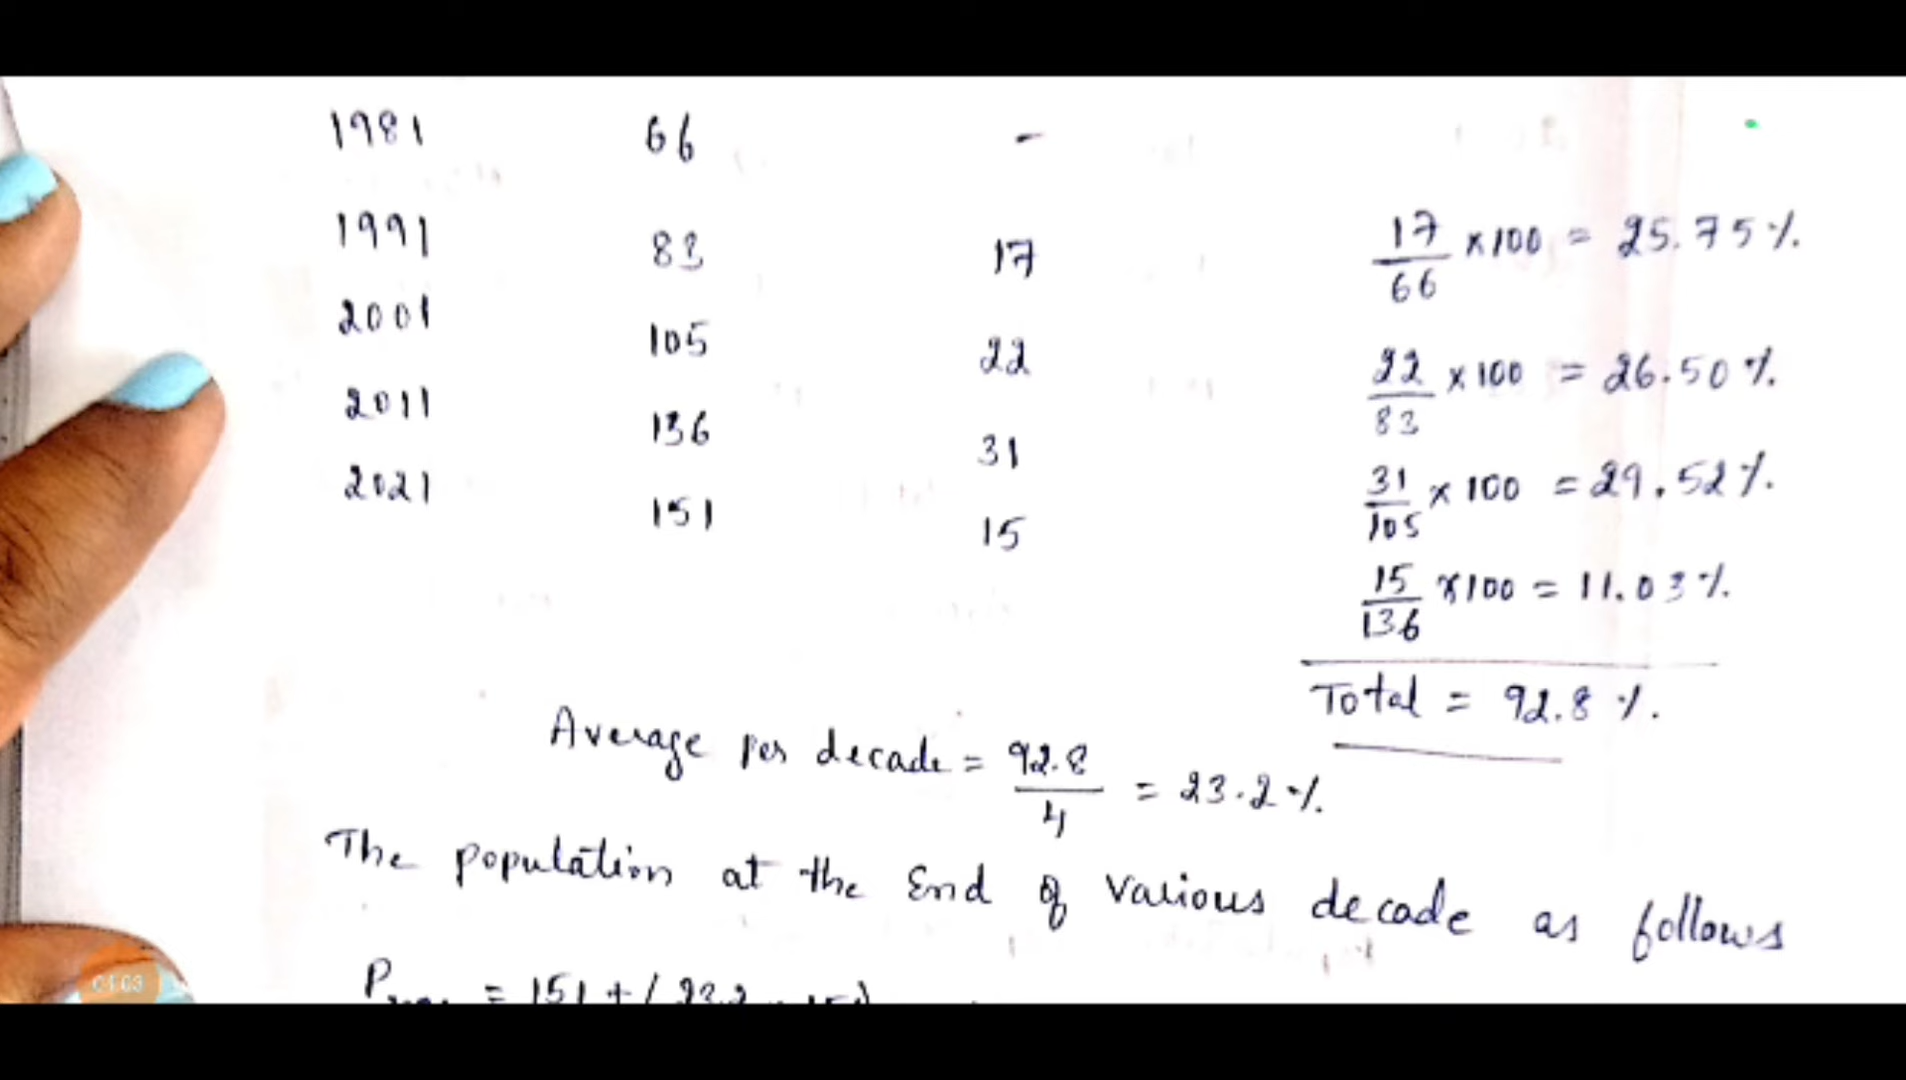 1981 66 -
1991 83 17 17/66 x100 = 25.75%.
2001 105 22 22/83 x 100 = 26.50%.
2011 136 31 31/105 x 100 = 29.52%.
2021 151 15 15/136 x100 = 11.03%.
Total = 92.8%.
Average per decade = 92.8/4 = 23.2%.
The population at the End of various decade as follows
= 151 + (